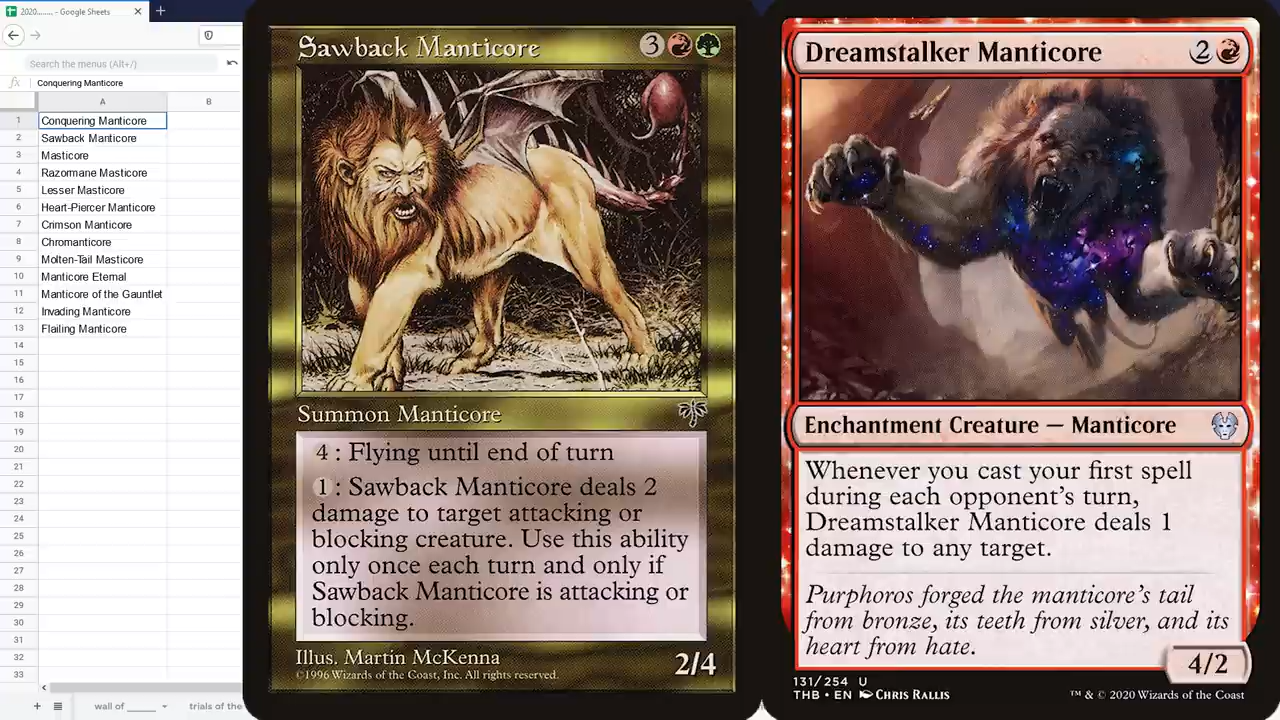 2020........ - Google Sheets
Search the menus (Alt+/)
fx Conquering Manticore
A B
1 Conquering Manticore
2 Sawback Manticore
3 Masticore
4 Razormane Masticore
5 Lesser Masticore
6 Heart-Piercer Manticore
7 Crimson Manticore
8 Chromanticore
9 Molten-Tail Masticore
10 Manticore Eternal
11 Manticore of the Gauntlet
12 Invading Manticore
13 Flailing Manticore
14
15
16
17
18
19
20
21
22
23
24
25
26
27
28
29
30
31
32
33
wall of _____ trials of the
Sawback Manticore 3
Summon Manticore
4: Flying until end of turn
1: Sawback Manticore deals 2
damage to target attacking or
blocking creature. Use this ability
only once each turn and only if
Sawback Manticore is attacking or
blocking.
Illus. Martin McKenna
©1996 Wizards of the Coast, Inc. All rights reserved.
2/4
Dreamstalker Manticore 2
Enchantment Creature — Manticore
Whenever you cast your first spell
during each opponent's turn,
Dreamstalker Manticore deals 1
damage to any target.
Purphoros forged the manticore's tail
from bronze, its teeth from silver, and its
heart from hate.
4/2
131/254 U
THB • EN Chris Rallis
™ & © 2020 Wizards of the Coast